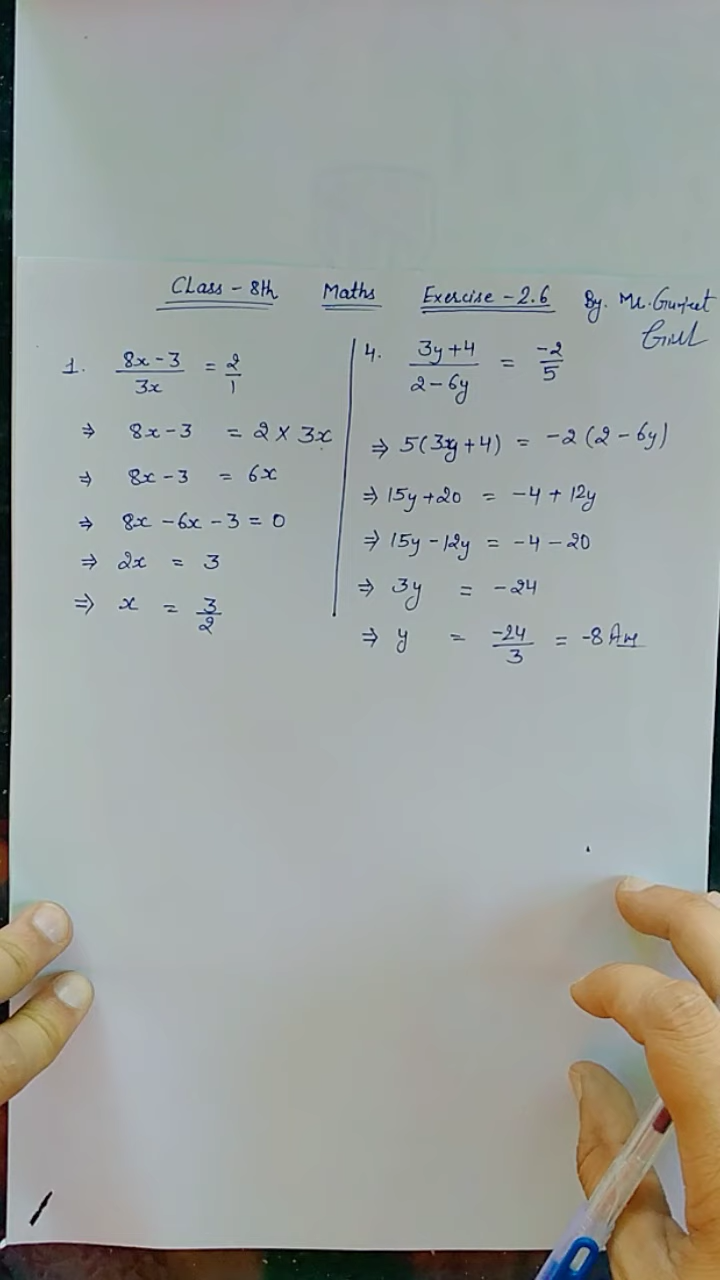 Class - 8th Maths Exercise - 2.6 By. Mr. Gurjeet
Gill
1. (8x - 3)/(3x) = 2/1
⇒ 8x - 3 = 2 × 3x
⇒ 8x - 3 = 6x
⇒ 8x - 6x - 3 = 0
⇒ 2x = 3
⇒ x = 3/2
4. (3y + 4)/(2 - 6y) = -2/5
⇒ 5(3y + 4) = -2(2 - 6y)
⇒ 15y + 20 = -4 + 12y
⇒ 15y - 12y = -4 - 20
⇒ 3y = -24
⇒ y = -24/3 = -8 Ans